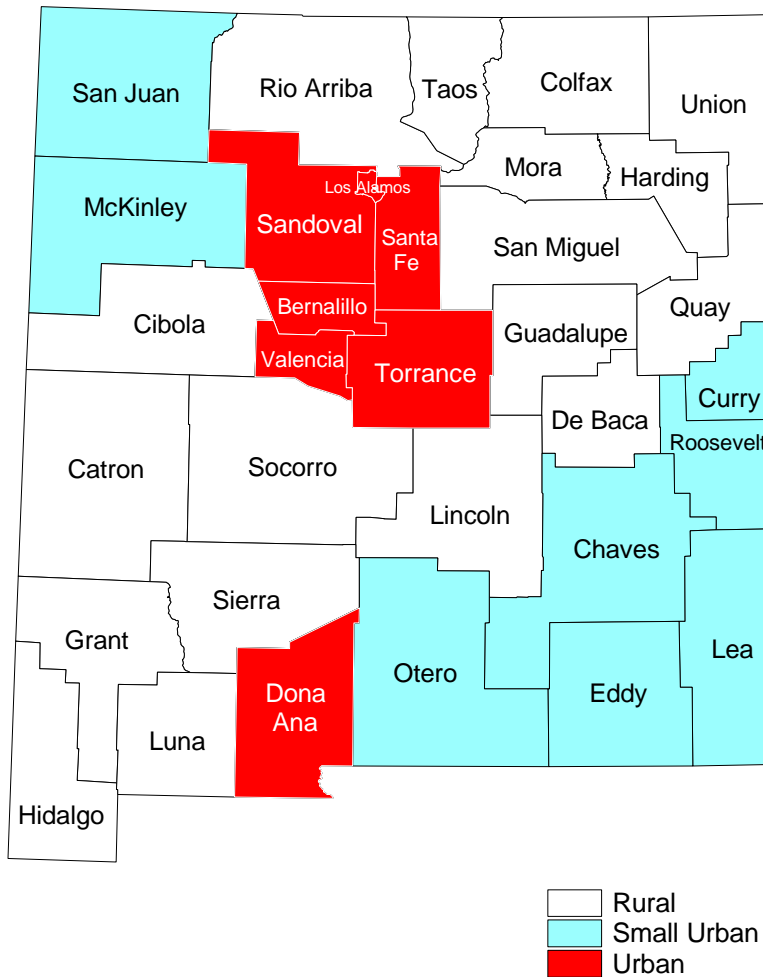 San Juan
Rio Arriba
Taos
Colfax
Union
Mora
Harding
Los Alamos
McKinley
Sandoval
Santa
Fe
San Miguel
Bernalillo
Quay
Cibola
Guadalupe
Valencia
Torrance
Curry
De Baca
Roosevelt
Catron
Socorro
Lincoln
Chaves
Sierra
Grant
Otero
Lea
Dona
Ana
Eddy
Luna
Hidalgo
Rural
Small Urban
Urban